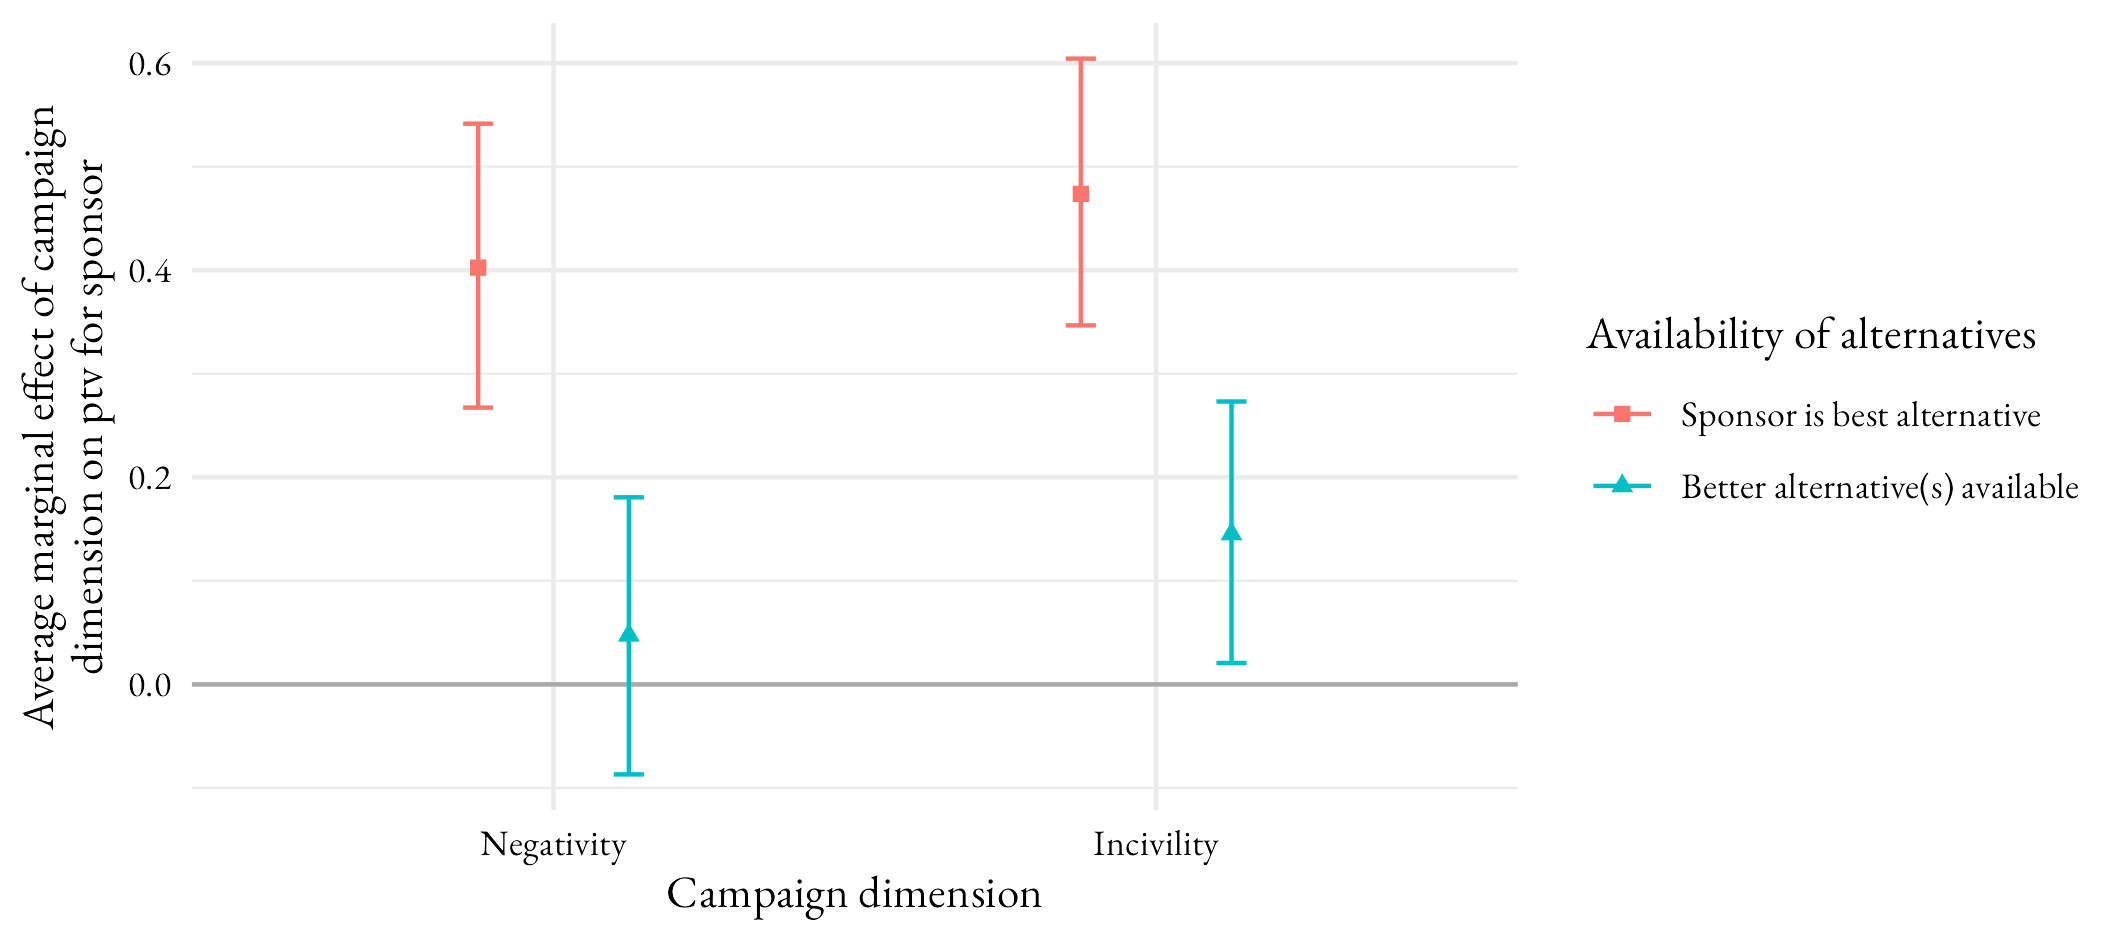 Average marginal effect of campaign
dimension on ptv for sponsor
0.6
0.4
0.2
0.0
Negativity
Incivility
Campaign dimension
Availability of alternatives
Sponsor is best alternative
Better alternative(s) available